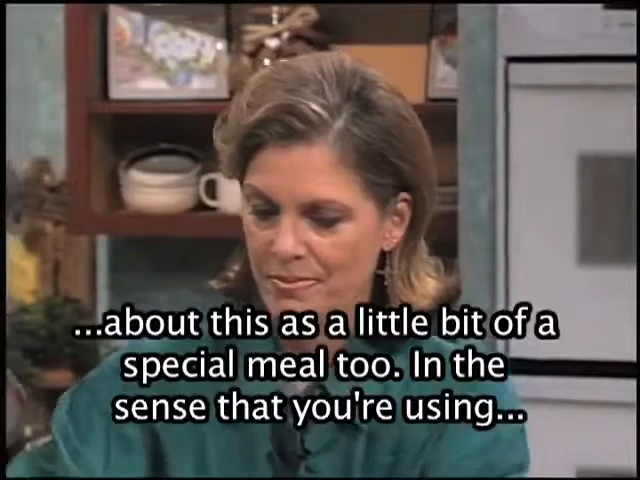 ...about this as a little bit of a
special meal too. In the
sense that you're using...